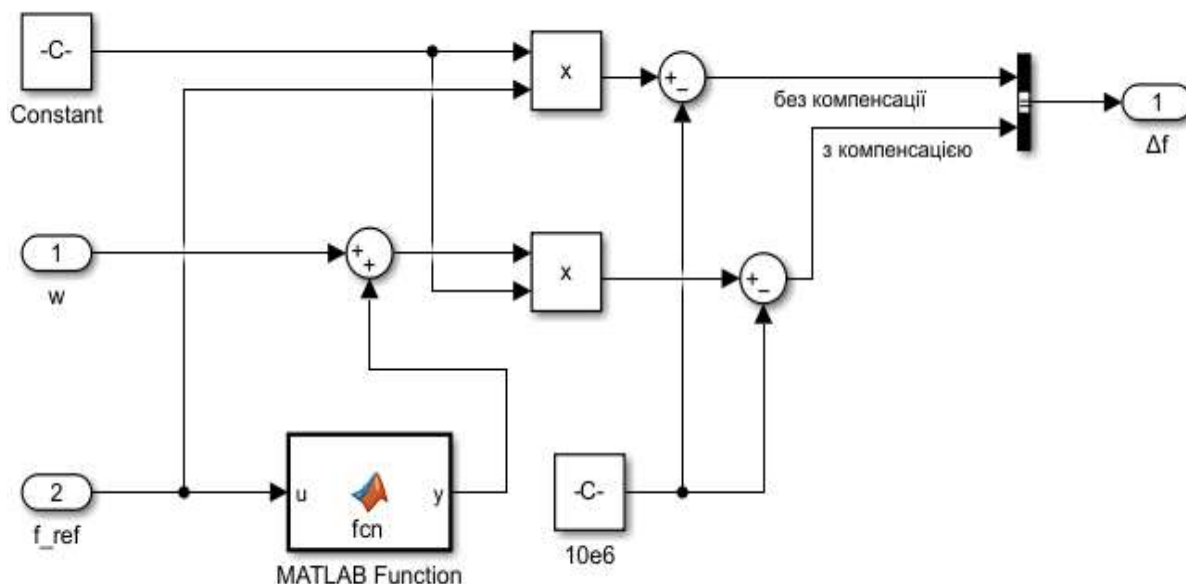 -C-
Constant
x
+
−
без компенсації
з компенсацією
1
Δf
1
w
+
+
x
+
−
2
f_ref
u
fcn
y
MATLAB Function
-C-
10e6